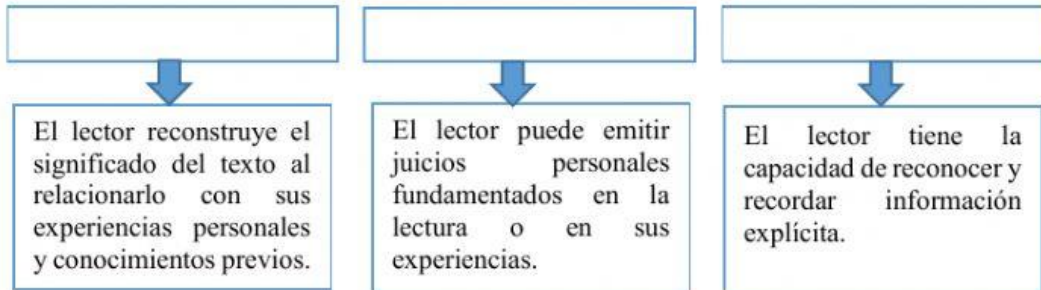 El lector reconstruye el
significado del texto al
relacionarlo con sus
experiencias personales
y conocimientos previos.
El lector puede emitir
juicios personales
fundamentados en la
lectura o en sus
experiencias.
El lector tiene la
capacidad de reconocer y
recordar información
explícita.